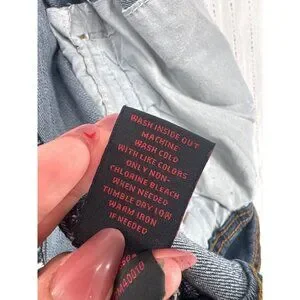 WASH INSIDE OUT
MACHINE
WASH COLD
WITH LIKE COLORS
ONLY NON-
CHLORINE BLEACH
WHEN NEEDED
TUMBLE DRY LOW
WARM IRON
IF NEEDED